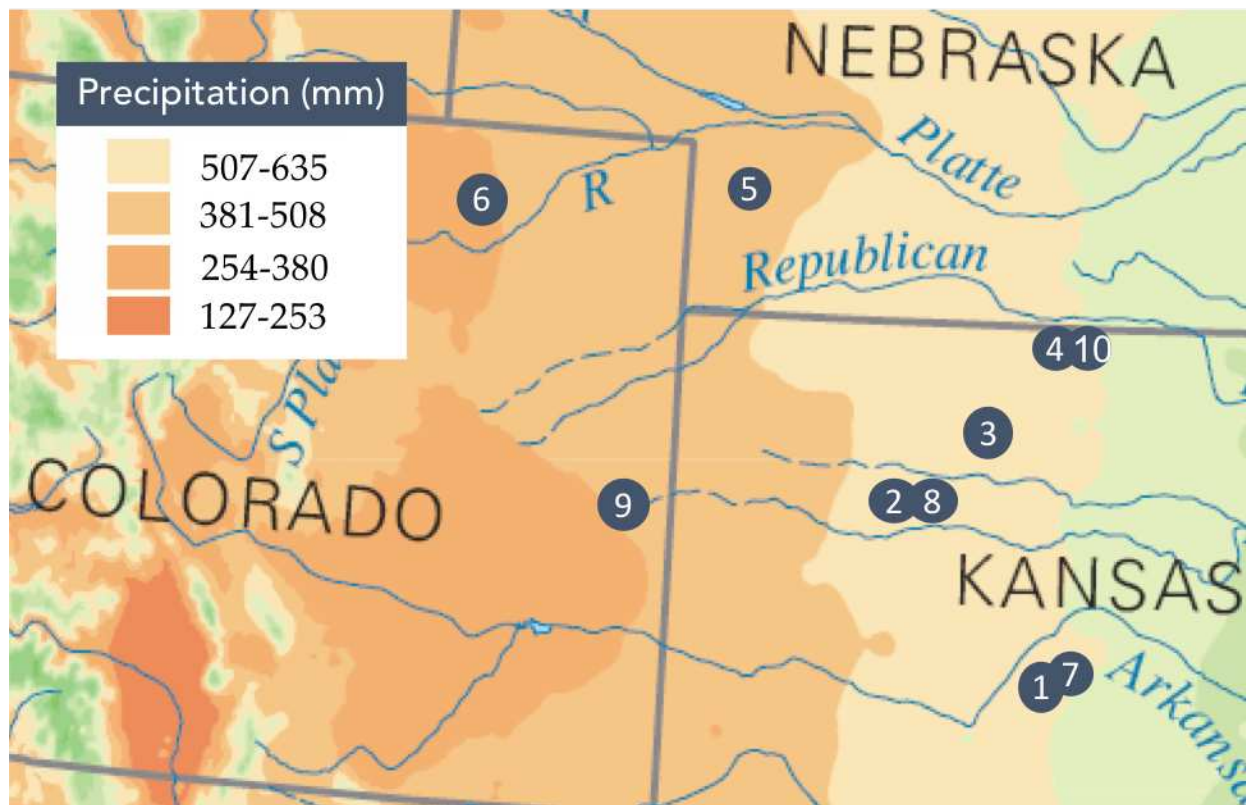 NEBRASKA
Precipitation (mm)
507-635
381-508
254-380
127-253
Platte
R
Republican
S Pla
COLORADO
KANSAS
Arkansa
6
5
4
10
3
9
2
8
1
7